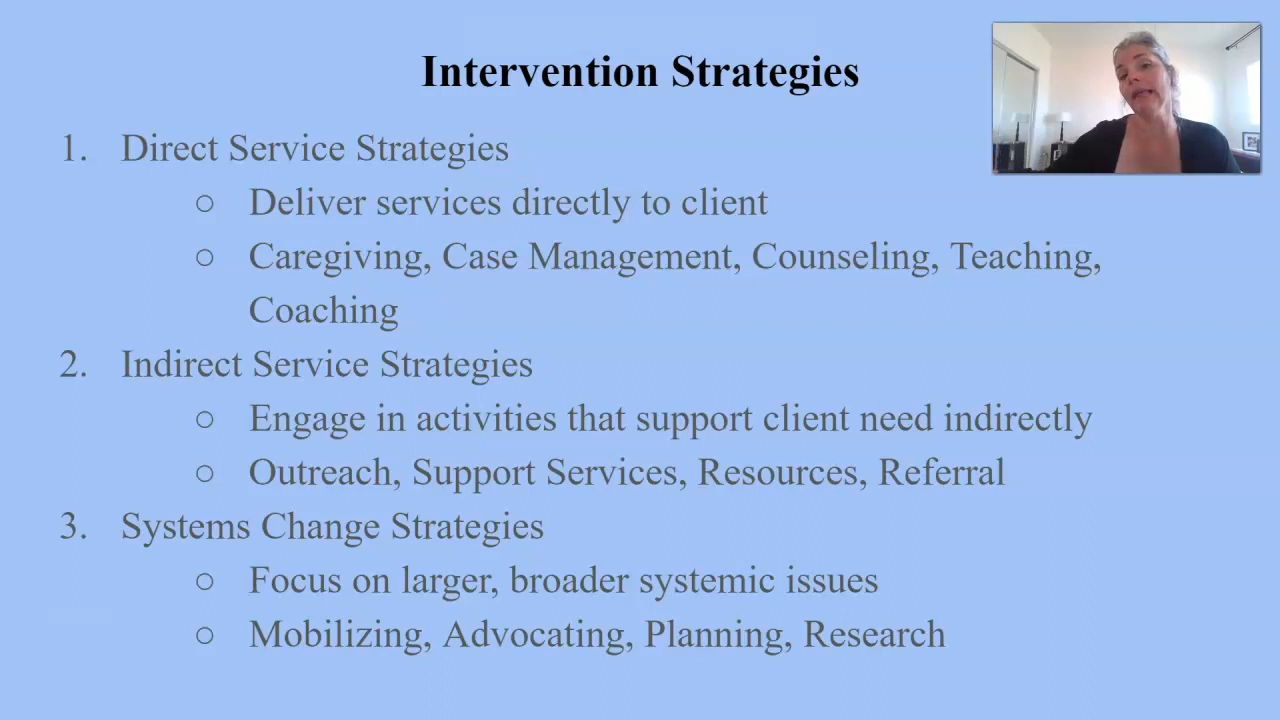 Intervention Strategies
1. Direct Service Strategies
○ Deliver services directly to client
○ Caregiving, Case Management, Counseling, Teaching,
Coaching
2. Indirect Service Strategies
○ Engage in activities that support client need indirectly
○ Outreach, Support Services, Resources, Referral
3. Systems Change Strategies
○ Focus on larger, broader systemic issues
○ Mobilizing, Advocating, Planning, Research